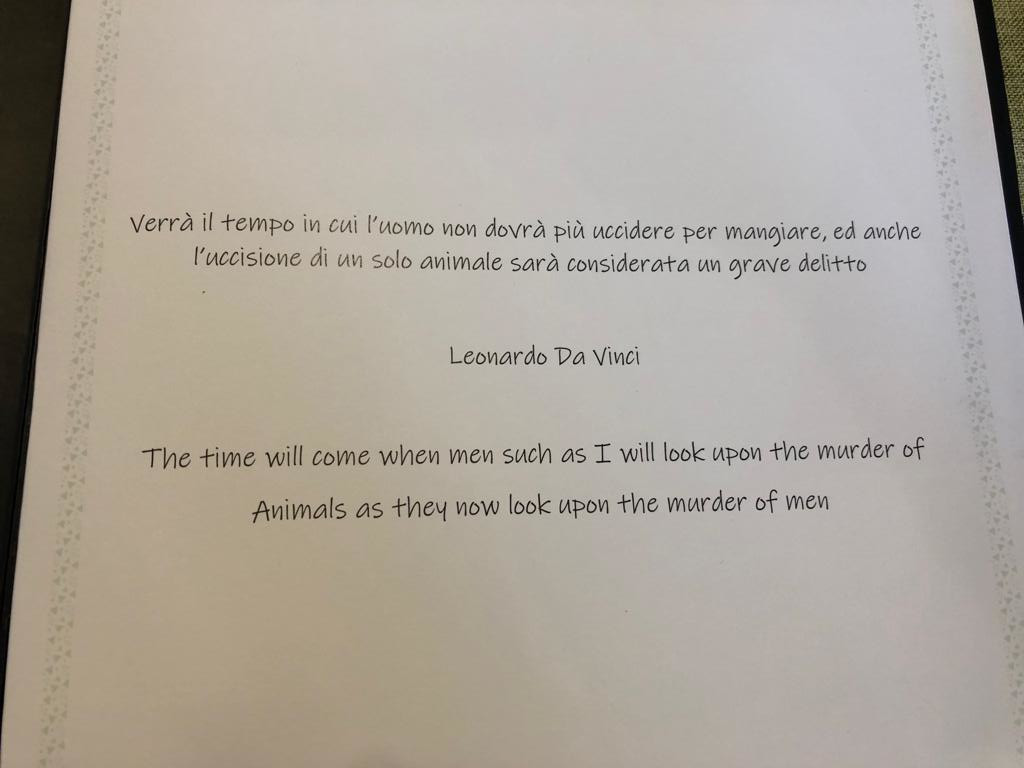 Verrà il tempo in cui l'uomo non dovrà più uccidere per mangiare, ed anche
l'uccisione di un solo animale sarà considerata un grave delitto
Leonardo Da Vinci
The time will come when men such as I will look upon the murder of
Animals as they now look upon the murder of men